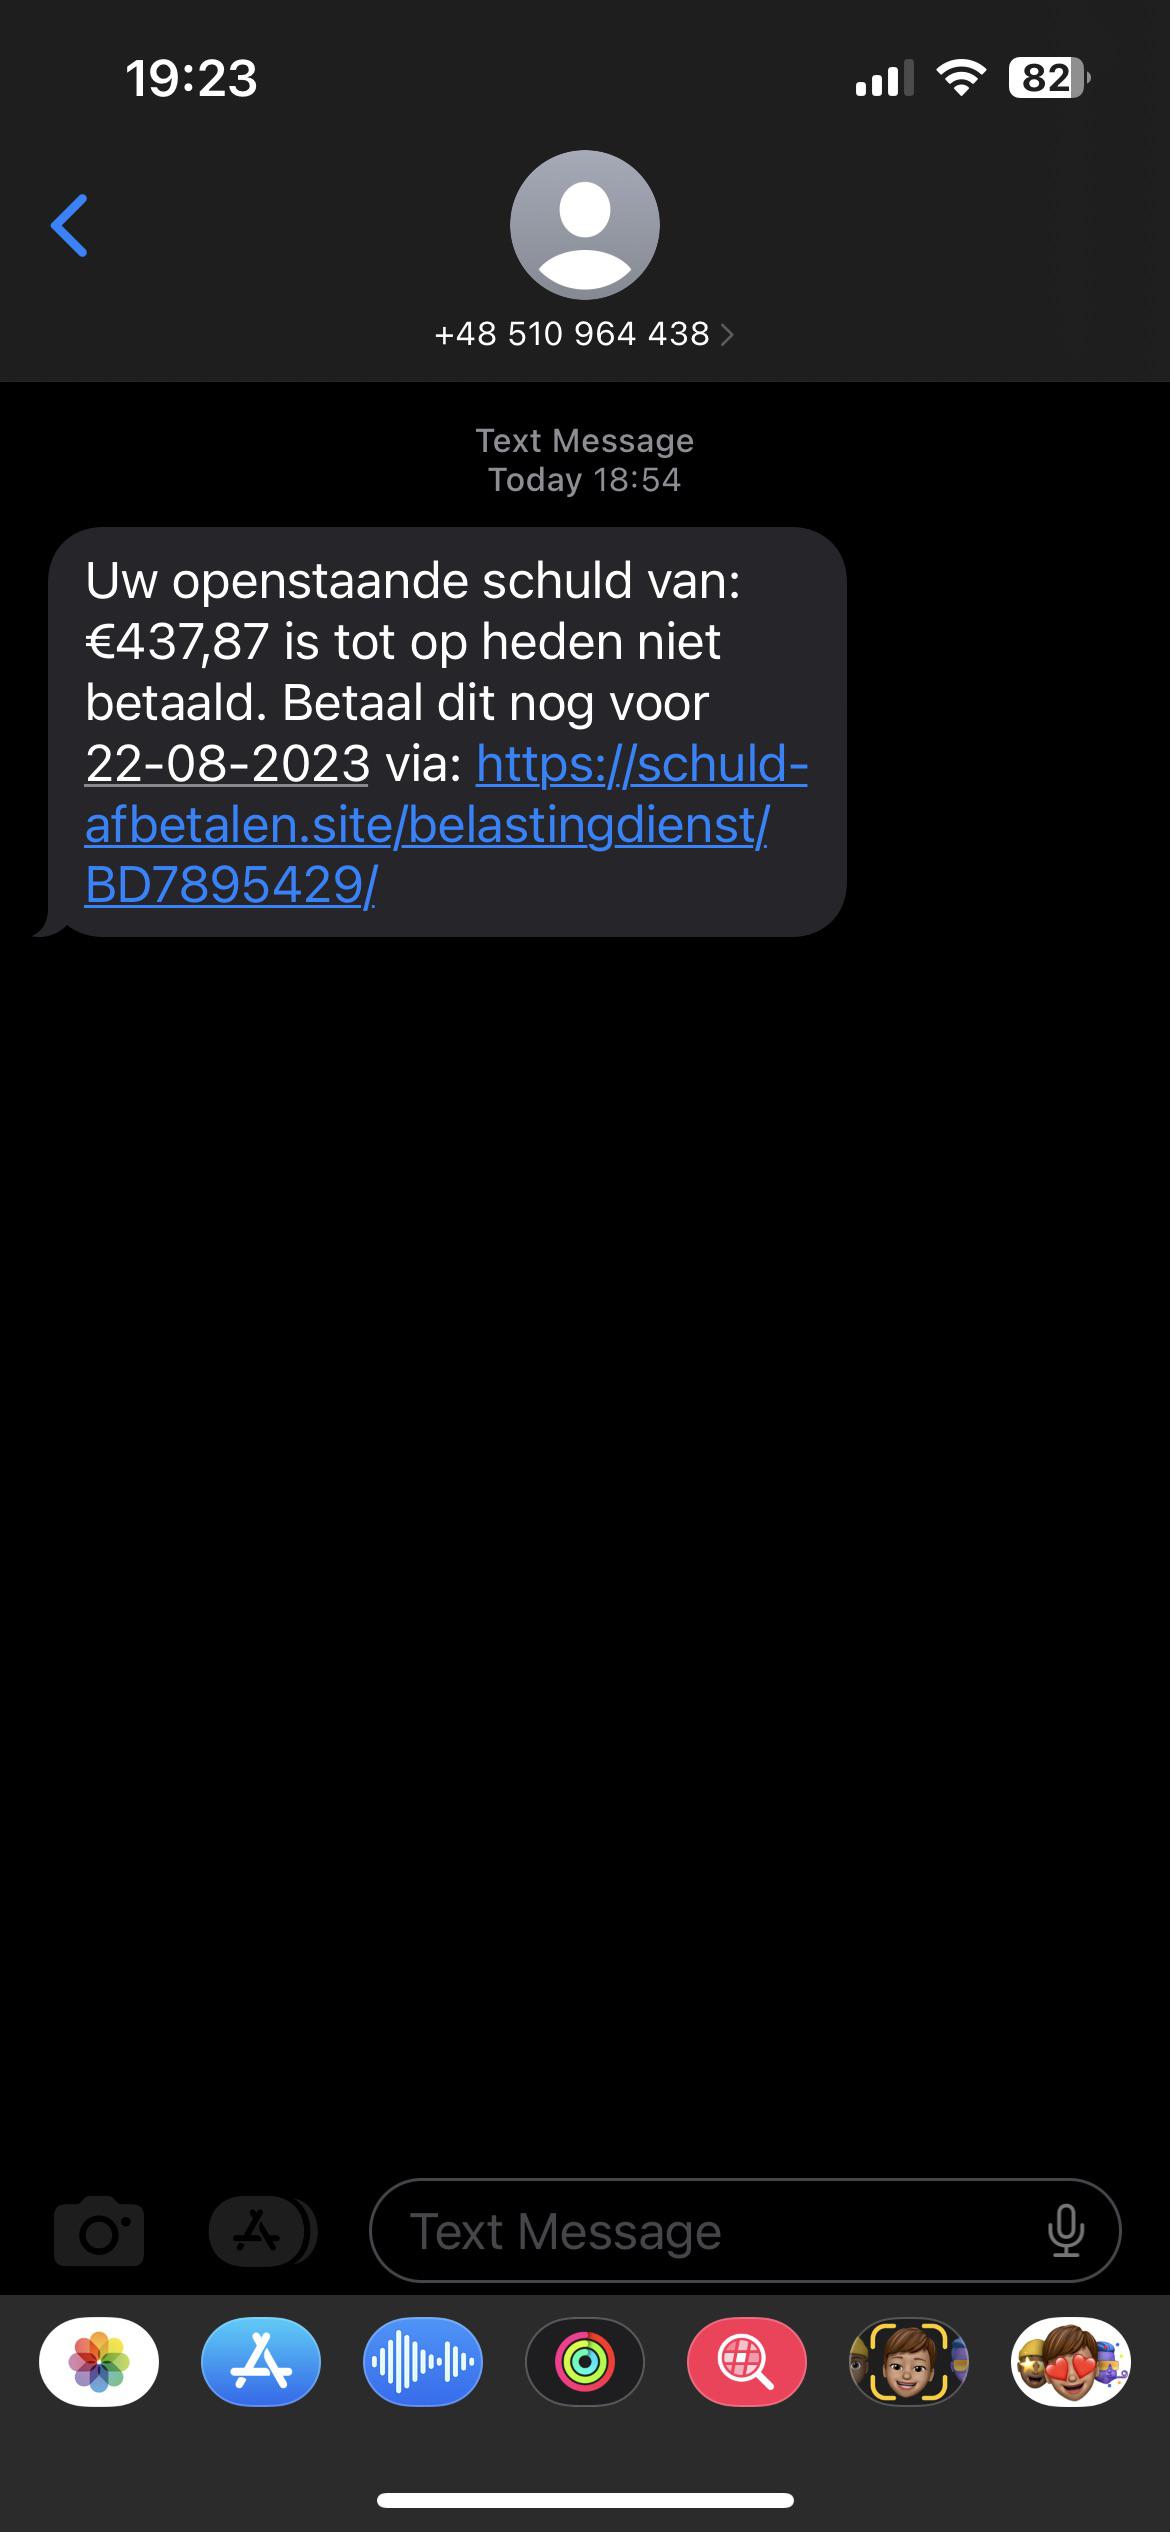 19:23
82
+48 510 964 438
Text Message
Today 18:54
Uw openstaande schuld van:
€437,87 is tot op heden niet
betaald. Betaal dit nog voor
22-08-2023 via: https://schuld-
afbetalen.site/belastingdienst/
BD7895429/
Text Message